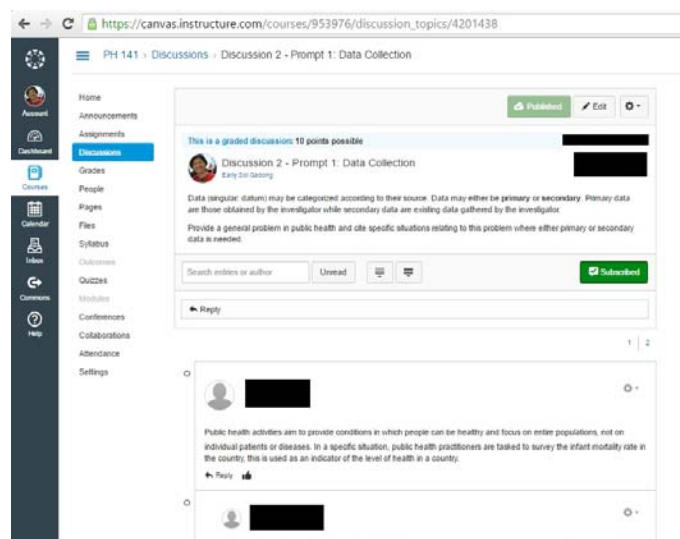 https://canvas.instructure.com/courses/953976/discussion_topics/4201438
PH 141 › Discussions › Discussion 2 - Prompt 1: Data Collection
Account
Dashboard
Courses
Calendar
Inbox
Commons
Help
Home
Announcements
Assignments
Discussions
Grades
People
Pages
Files
Syllabus
Outcomes
Quizzes
Modules
Conferences
Collaborations
Attendance
Settings
Published
Edit
This is a graded discussion: 10 points possible
Discussion 2 - Prompt 1: Data Collection
Early Sol Gadong
Data (singular: datum) may be categorized according to their source. Data may either be primary or secondary. Primary data
are those obtained by the investigator while secondary data are existing data gathered by the investigator.
Provide a general problem in public health and cite specific situations relating to this problem where either primary or secondary
data is needed.
Search entries or author
Unread
Subscribed
Reply
1 2
Public health activities aim to provide conditions in which people can be healthy and focus on entire populations, not on
individual patients or diseases. In a specific situation, public health practitioners are tasked to survey the infant mortality rate in
the country, this is used as an indicator of the level of health in a country.
Reply